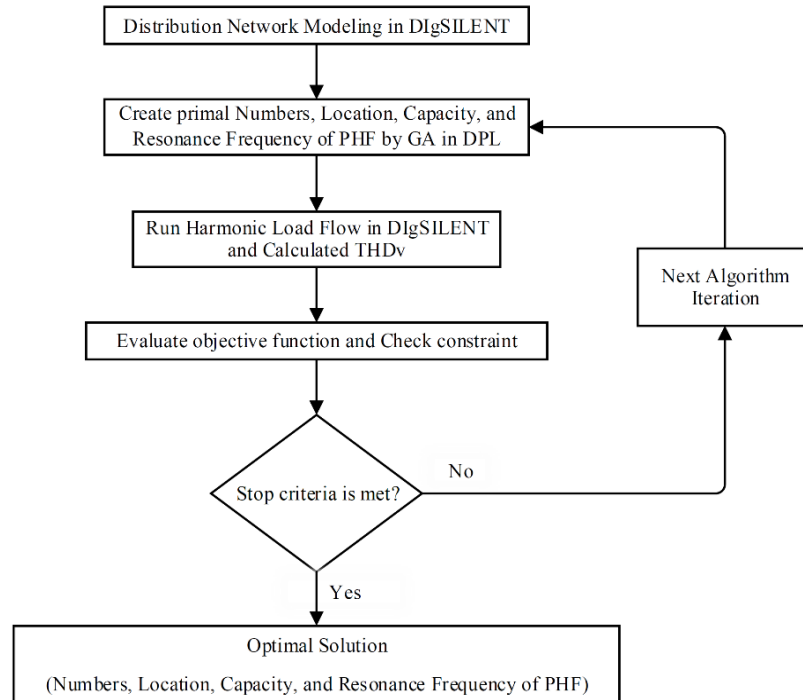 Distribution Network Modeling in DIgSILENT
Create primal Numbers, Location, Capacity, and
Resonance Frequency of PHF by GA in DPL
Run Harmonic Load Flow in DIgSILENT
and Calculated THDv
Next Algorithm
Iteration
Evaluate objective function and Check constraint
No
Stop criteria is met?
Yes
Optimal Solution
(Numbers, Location, Capacity, and Resonance Frequency of PHF)